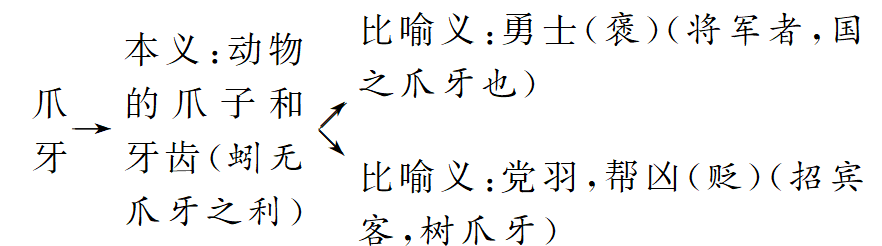 爪
牙
本义:动物
的爪子和
牙齿(蚓无
爪牙之利)
比喻义:勇士(褒)(将军者,国
之爪牙也)
比喻义:党羽,帮凶(贬)(招宾
客,树爪牙)